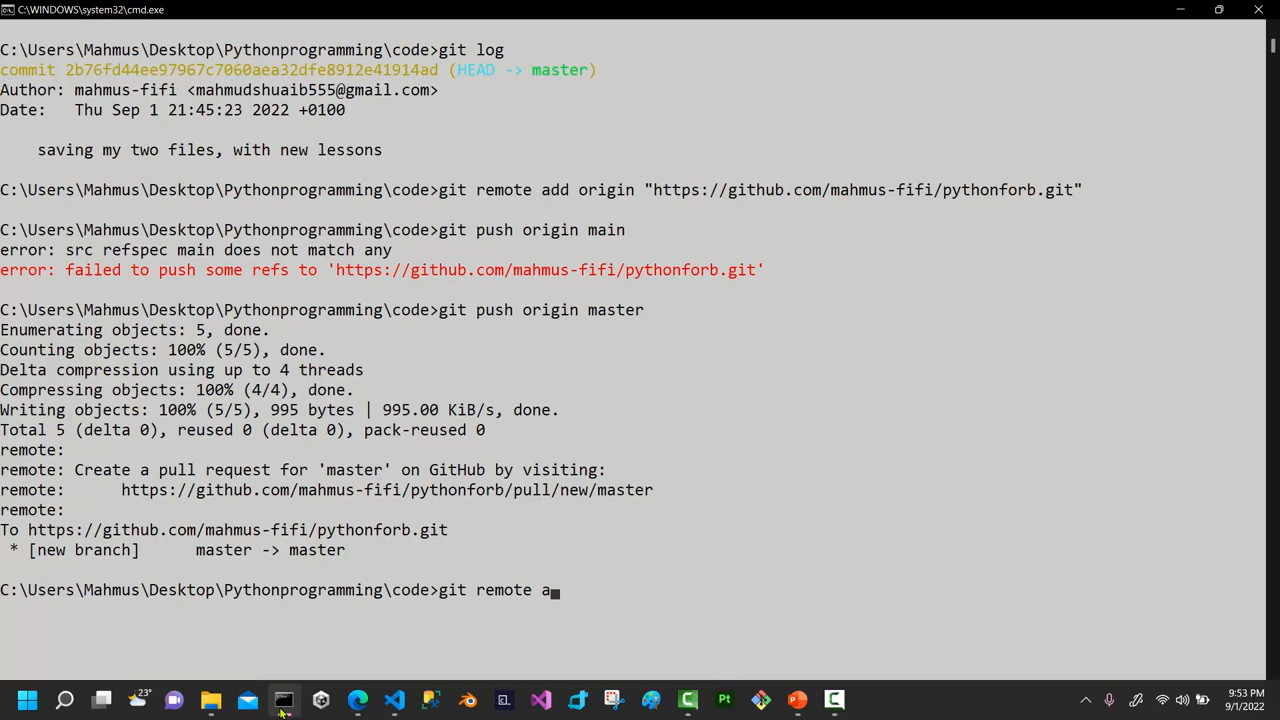 C:\WINDOWS\system32\cmd.exe
C:\Users\Mahmus\Desktop\Pythonprogramming\code>git log
commit 2b76fd44ee97967c7060aea32dfe8912e41914ad (HEAD -> master)
Author: mahmus-fifi <mahmudshuaib555@gmail.com>
Date:   Thu Sep 1 21:45:23 2022 +0100
saving my two files, with new lessons
C:\Users\Mahmus\Desktop\Pythonprogramming\code>git remote add origin "https://github.com/mahmus-fifi/pythonforb.git"
C:\Users\Mahmus\Desktop\Pythonprogramming\code>git push origin main
error: src refspec main does not match any
error: failed to push some refs to 'https://github.com/mahmus-fifi/pythonforb.git'
C:\Users\Mahmus\Desktop\Pythonprogramming\code>git push origin master
Enumerating objects: 5, done.
Counting objects: 100% (5/5), done.
Delta compression using up to 4 threads
Compressing objects: 100% (4/4), done.
Writing objects: 100% (5/5), 995 bytes | 995.00 KiB/s, done.
Total 5 (delta 0), reused 0 (delta 0), pack-reused 0
remote:
remote: Create a pull request for 'master' on GitHub by visiting:
remote:      https://github.com/mahmus-fifi/pythonforb/pull/new/master
remote:
To https://github.com/mahmus-fifi/pythonforb.git
 * [new branch]      master -> master
C:\Users\Mahmus\Desktop\Pythonprogramming\code>git remote a
23°
Pt
9:53 PM
9/1/2022